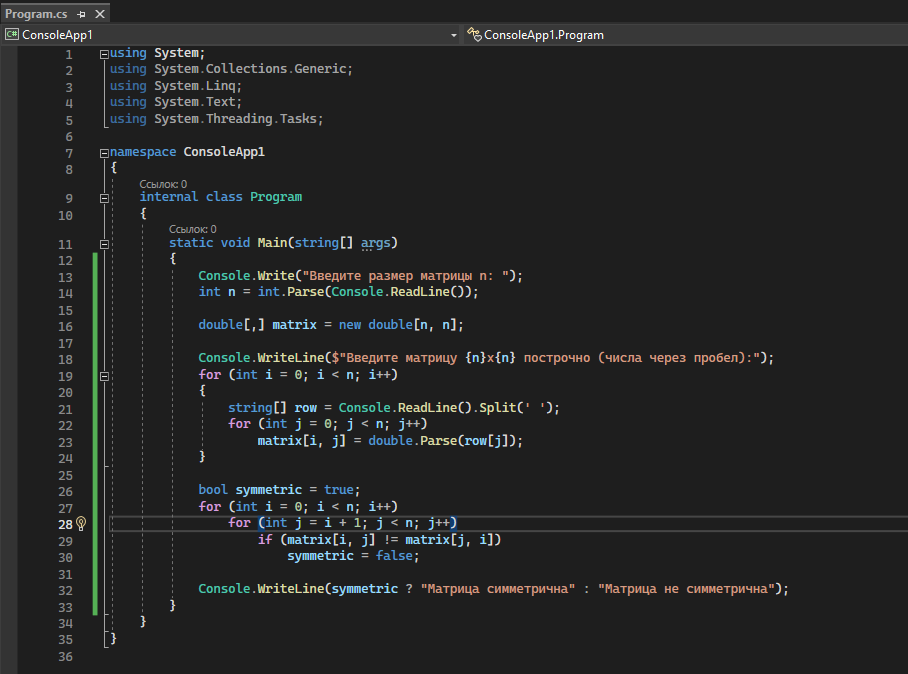 Program.cs
ConsoleApp1 ConsoleApp1.Program
1 using System;
2 using System.Collections.Generic;
3 using System.Linq;
4 using System.Text;
5 using System.Threading.Tasks;
6
7 namespace ConsoleApp1
8 {
Ссылок: 0
9 internal class Program
10 {
Ссылок: 0
11 static void Main(string[] args)
12 {
13 Console.Write("Введите размер матрицы n: ");
14 int n = int.Parse(Console.ReadLine());
15
16 double[,] matrix = new double[n, n];
17
18 Console.WriteLine($"Введите матрицу {n}x{n} построчно (числа через пробел):");
19 for (int i = 0; i < n; i++)
20 {
21 string[] row = Console.ReadLine().Split(' ');
22 for (int j = 0; j < n; j++)
23 matrix[i, j] = double.Parse(row[j]);
24 }
25
26 bool symmetric = true;
27 for (int i = 0; i < n; i++)
28 for (int j = i + 1; j < n; j++)
29 if (matrix[i, j] != matrix[j, i])
30 symmetric = false;
31
32 Console.WriteLine(symmetric ? "Матрица симметрична" : "Матрица не симметрична");
33 }
34 }
35 }
36